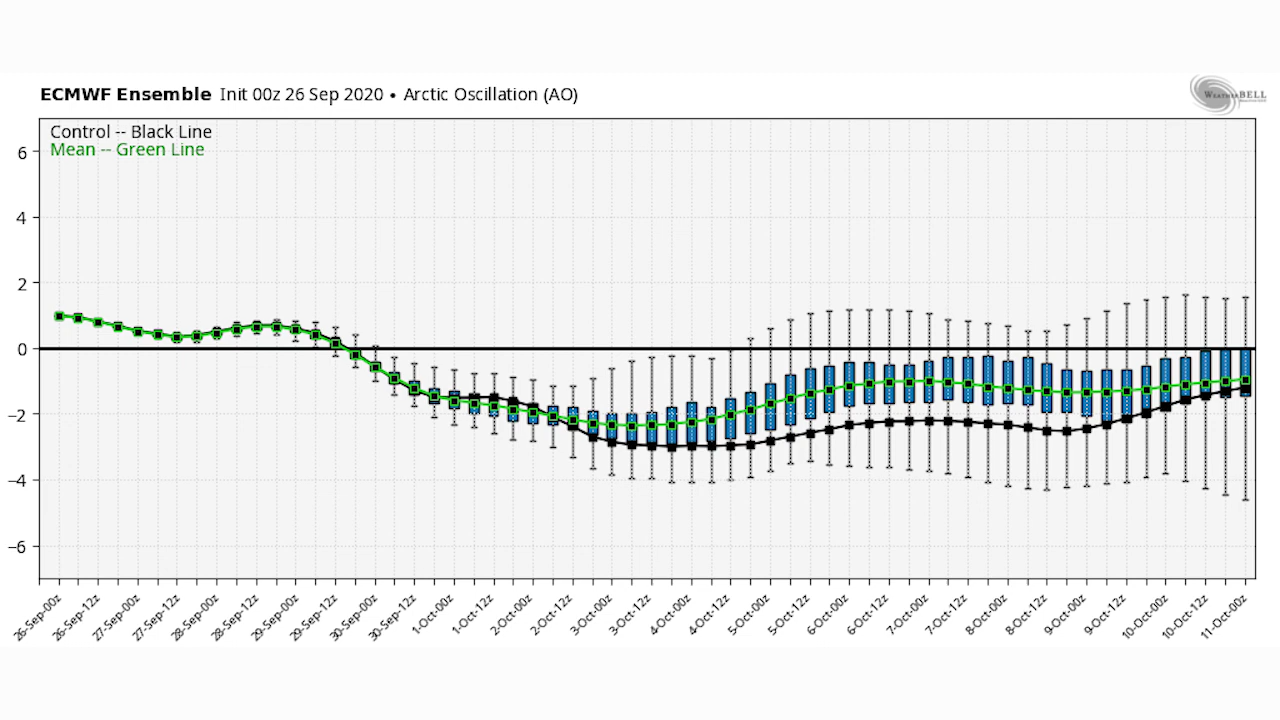 ECMWF Ensemble Init 00z 26 Sep 2020 • Arctic Oscillation (AO)
WEATHERBELL
Control -- Black Line
Mean -- Green Line
6
4
2
0
−2
−4
−6
26-Sep-00z
26-Sep-12z
27-Sep-00z
27-Sep-12z
28-Sep-00z
28-Sep-12z
29-Sep-00z
29-Sep-12z
30-Sep-00z
30-Sep-12z
1-Oct-00z
1-Oct-12z
2-Oct-00z
2-Oct-12z
3-Oct-00z
3-Oct-12z
4-Oct-00z
4-Oct-12z
5-Oct-00z
5-Oct-12z
6-Oct-00z
6-Oct-12z
7-Oct-00z
7-Oct-12z
8-Oct-00z
8-Oct-12z
9-Oct-00z
9-Oct-12z
10-Oct-00z
10-Oct-12z
11-Oct-00z